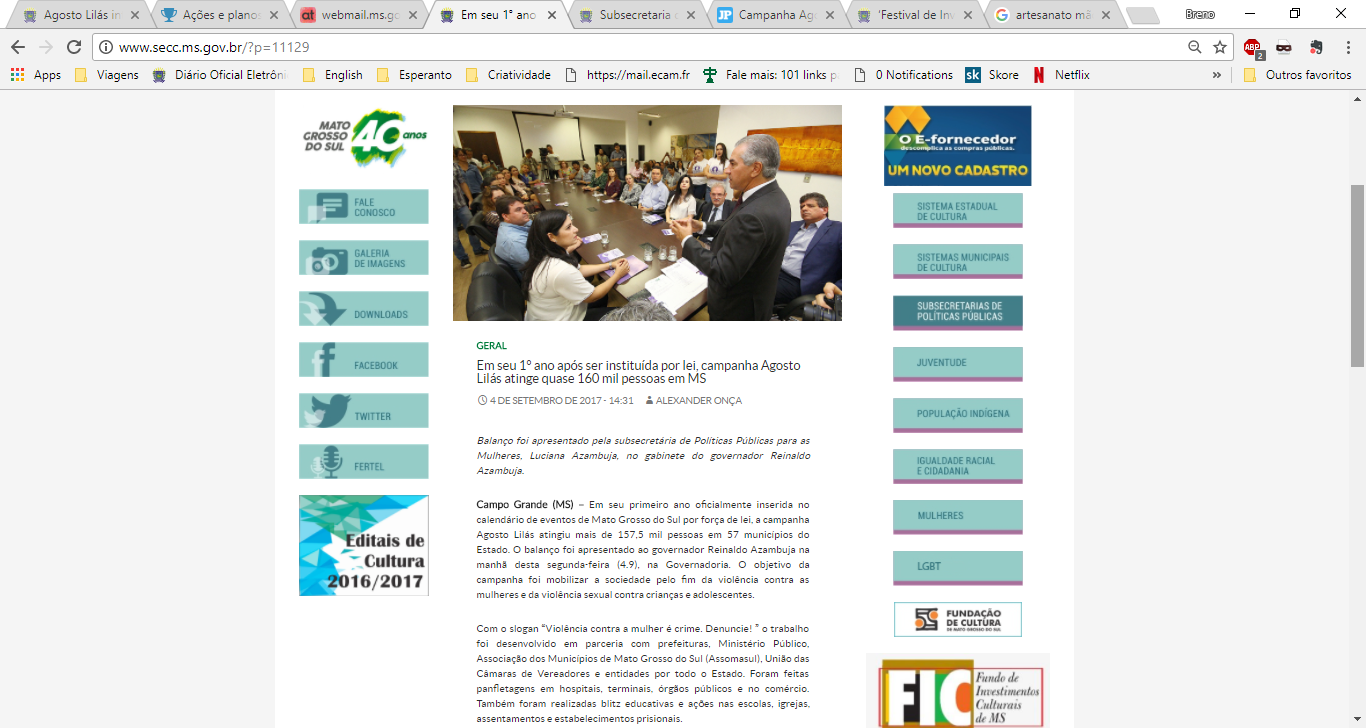 Agosto Lilás in
Ações e planos
webmail.ms.go
Em seu 1° ano
Subsecretaria d
Campanha Ag
'Festival de Inv
artesanato mã
Breno
www.secc.ms.gov.br/?p=11129
Apps
Viagens
Diário Oficial Eletrôni
English
Esperanto
Criatividade
https://mail.ecam.fr
Fale mais: 101 links p
0 Notifications
Skore
Netflix
»
Outros favoritos
MATO
GROSSO
DO SUL
40 anos
FALE
CONOSCO
GALERIA
DE IMAGENS
DOWNLOADS
FACEBOOK
TWITTER
FERTEL
Editais de
Cultura
2016/2017
GERAL
Em seu 1° ano após ser instituída por lei, campanha Agosto
Lilás atinge quase 160 mil pessoas em MS
4 DE SETEMBRO DE 2017 - 14:31 ALEXANDER ONÇA
Balanço foi apresentado pela subsecretária de Políticas Públicas para as
Mulheres, Luciana Azambuja, no gabinete do governador Reinaldo
Azambuja.
Campo Grande (MS) – Em seu primeiro ano oficialmente inserida no
calendário de eventos de Mato Grosso do Sul por força de lei, a campanha
Agosto Lilás atingiu mais de 157,5 mil pessoas em 57 municípios do
Estado. O balanço foi apresentado ao governador Reinaldo Azambuja na
manhã desta segunda-feira (4.9), na Governadoria. O objetivo da
campanha foi mobilizar a sociedade pelo fim da violência contra as
mulheres e da violência sexual contra crianças e adolescentes.
Com o slogan “Violência contra a mulher é crime. Denuncie! ” o trabalho
foi desenvolvido em parceria com prefeituras, Ministério Público,
Associação dos Municípios de Mato Grosso do Sul (Assomasul), União das
Câmaras de Vereadores e entidades por todo o Estado. Foram feitas
panfletagens em hospitais, terminais, órgãos públicos e no comércio.
Também foram realizadas blitz educativas e ações nas escolas, igrejas,
assentamentos e estabelecimentos prisionais.
O E-fornecedor
descomplica as compras públicas.
UM NOVO CADASTRO
SISTEMA ESTADUAL
DE CULTURA
SISTEMAS MUNICIPAIS
DE CULTURA
SUBSECRETARIAS DE
POLÍTICAS PÚBLICAS
JUVENTUDE
POPULAÇÃO INDÍGENA
IGUALDADE RACIAL
E CIDADANIA
MULHERES
LGBT
FUNDAÇÃO
DE CULTURA
DE MATO GROSSO DO SUL
FIC
Fundo de
Investimentos
Culturais
de MS